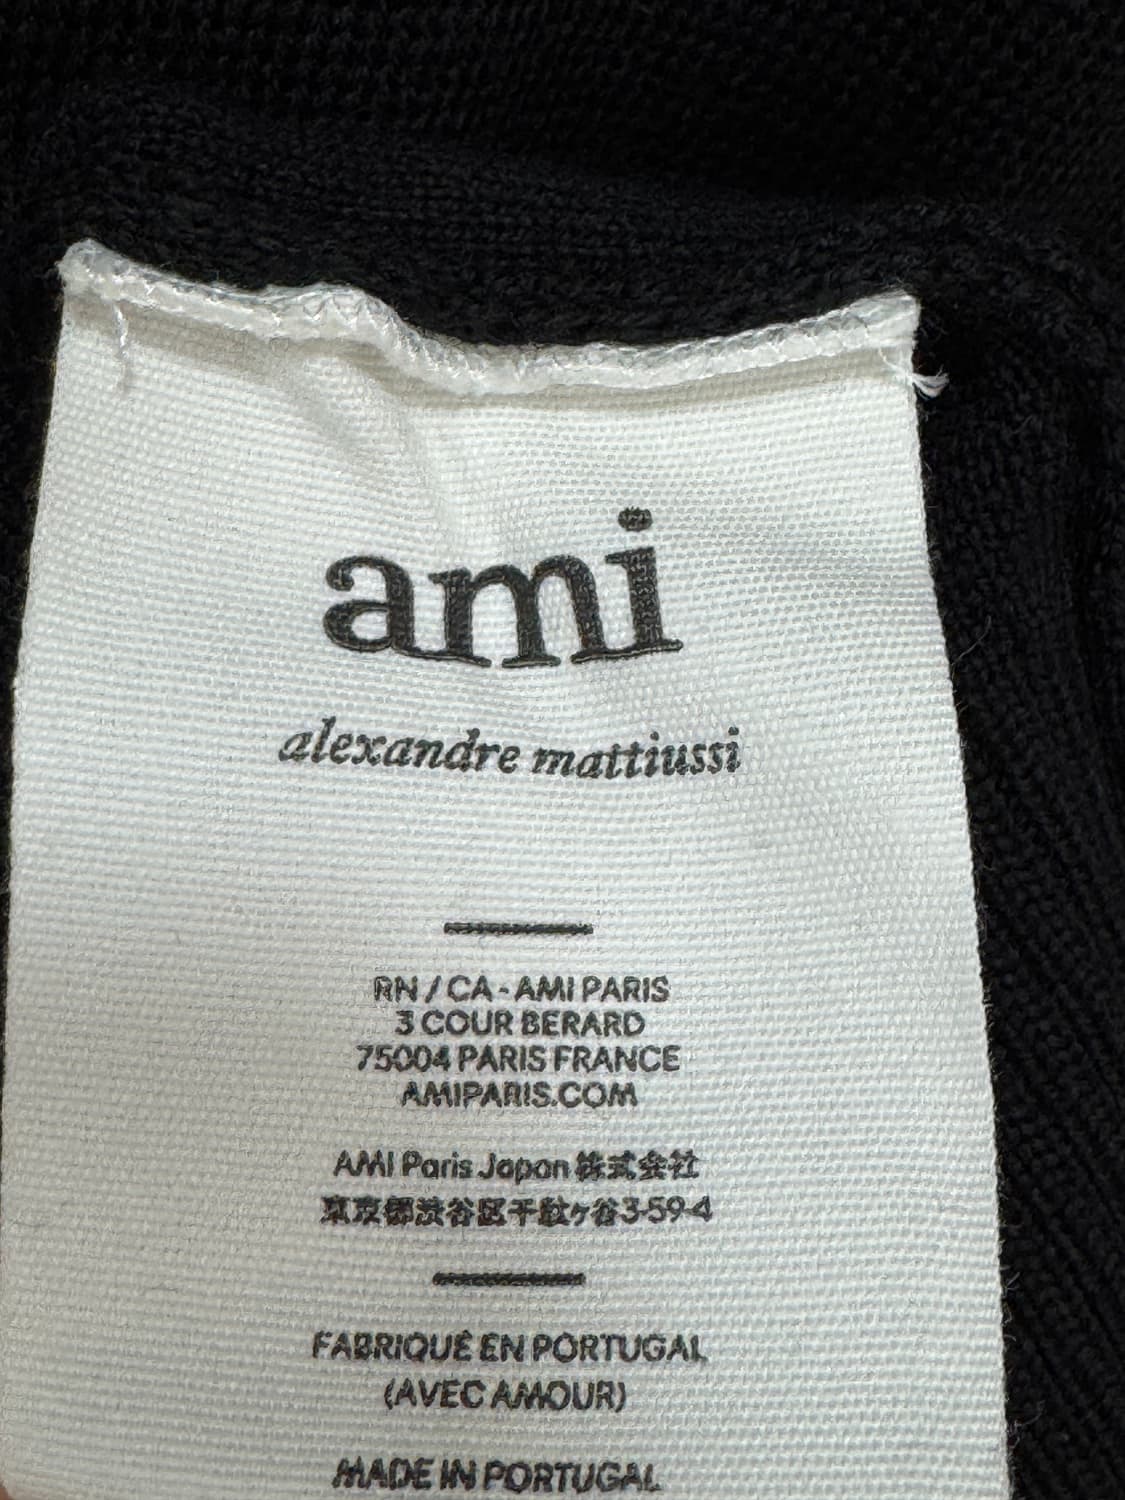 ami
alexandre mattiussi
RN / CA - AMI PARIS
3 COUR BERARD
75004 PARIS FRANCE
AMIPARIS.COM
AMI Paris Japan 株式会社
東京都渋谷区千駄ヶ谷3-59-4
FABRIQUÉ EN PORTUGAL
(AVEC AMOUR)
MADE IN PORTUGAL